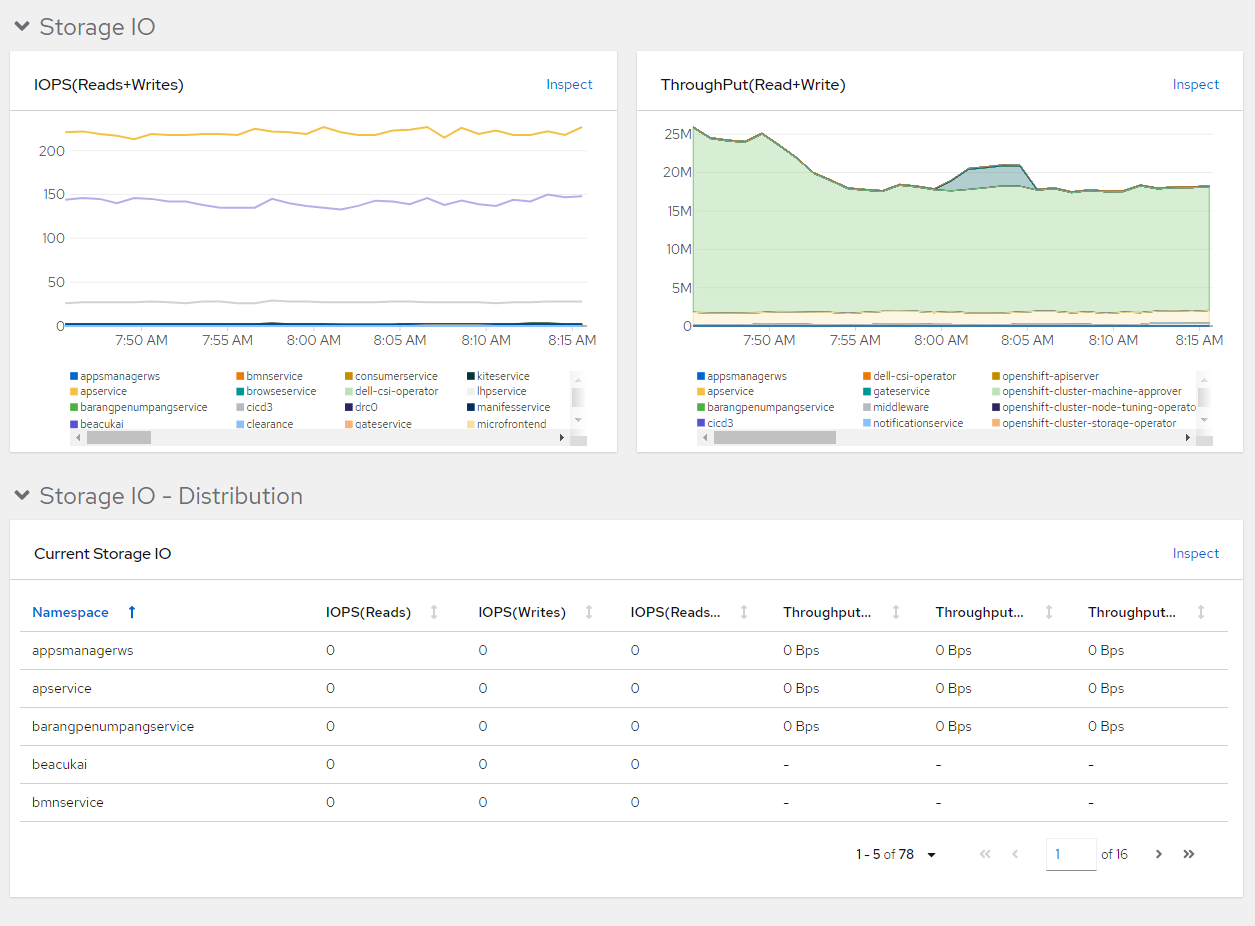 Storage IO
IOPS(Reads+Writes) Inspect
200
150
100
50
0
7:50 AM 7:55 AM 8:00 AM 8:05 AM 8:10 AM 8:15 AM
appsmanagerws bmnservice consumerservice kiteservice
apservice browseservice dell-csi-operator lhpservice
barangpenumpangservice cicd3 drc0 manifesservice
beacukai clearance gateservice microfrontend
ThroughPut(Read+Write) Inspect
25M
20M
15M
10M
5M
0
7:50 AM 7:55 AM 8:00 AM 8:05 AM 8:10 AM 8:15 AM
appsmanagerws dell-csi-operator openshift-apiserver
apservice gateservice openshift-cluster-machine-approver
barangpenumpangservice middleware openshift-cluster-node-tuning-operato
cicd3 notificationservice openshift-cluster-storage-operator
Storage IO - Distribution
Current Storage IO Inspect
Namespace IOPS(Reads) IOPS(Writes) IOPS(Reads... Throughput... Throughput... Throughput...
appsmanagerws 0 0 0 0 Bps 0 Bps 0 Bps
apservice 0 0 0 0 Bps 0 Bps 0 Bps
barangpenumpangservice 0 0 0 0 Bps 0 Bps 0 Bps
beacukai 0 0 0 - - -
bmnservice 0 0 0 - - -
1 - 5 of 78 1 of 16